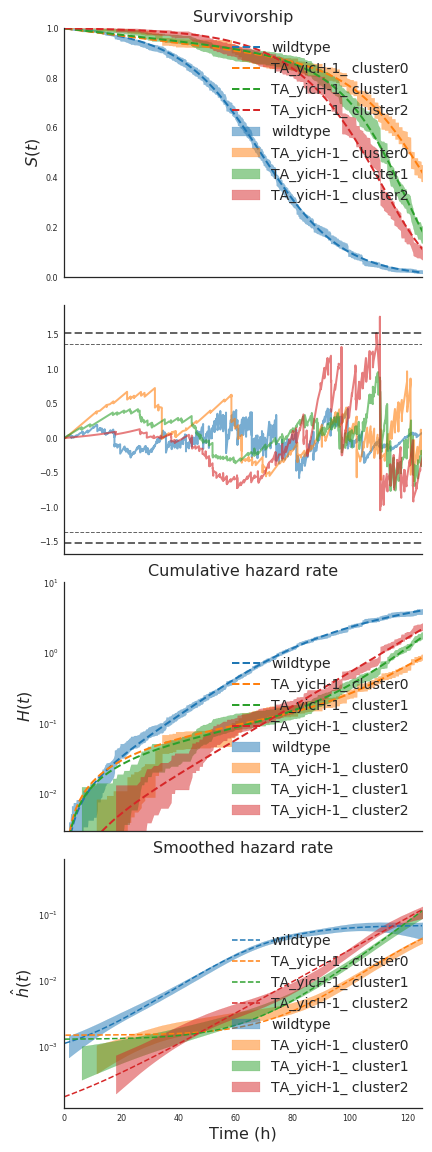 Survivorship
1.0
0.8
0.6
0.4
0.2
0.0
S(t)
wildtype
TA_yicH-1_ cluster0
TA_yicH-1_ cluster1
TA_yicH-1_ cluster2
wildtype
TA_yicH-1_ cluster0
TA_yicH-1_ cluster1
TA_yicH-1_ cluster2
1.5
1.0
0.5
0.0
−0.5
−1.0
−1.5
Cumulative hazard rate
10¹
10⁰
10⁻¹
10⁻²
H(t)
wildtype
TA_yicH-1_ cluster0
TA_yicH-1_ cluster1
TA_yicH-1_ cluster2
wildtype
TA_yicH-1_ cluster0
TA_yicH-1_ cluster1
TA_yicH-1_ cluster2
Smoothed hazard rate
10⁻¹
10⁻²
10⁻³
ĥ(t)
wildtype
TA_yicH-1_ cluster0
TA_yicH-1_ cluster1
TA_yicH-1_ cluster2
wildtype
TA_yicH-1_ cluster0
TA_yicH-1_ cluster1
TA_yicH-1_ cluster2
0 20 40 60 80 100 120
Time (h)